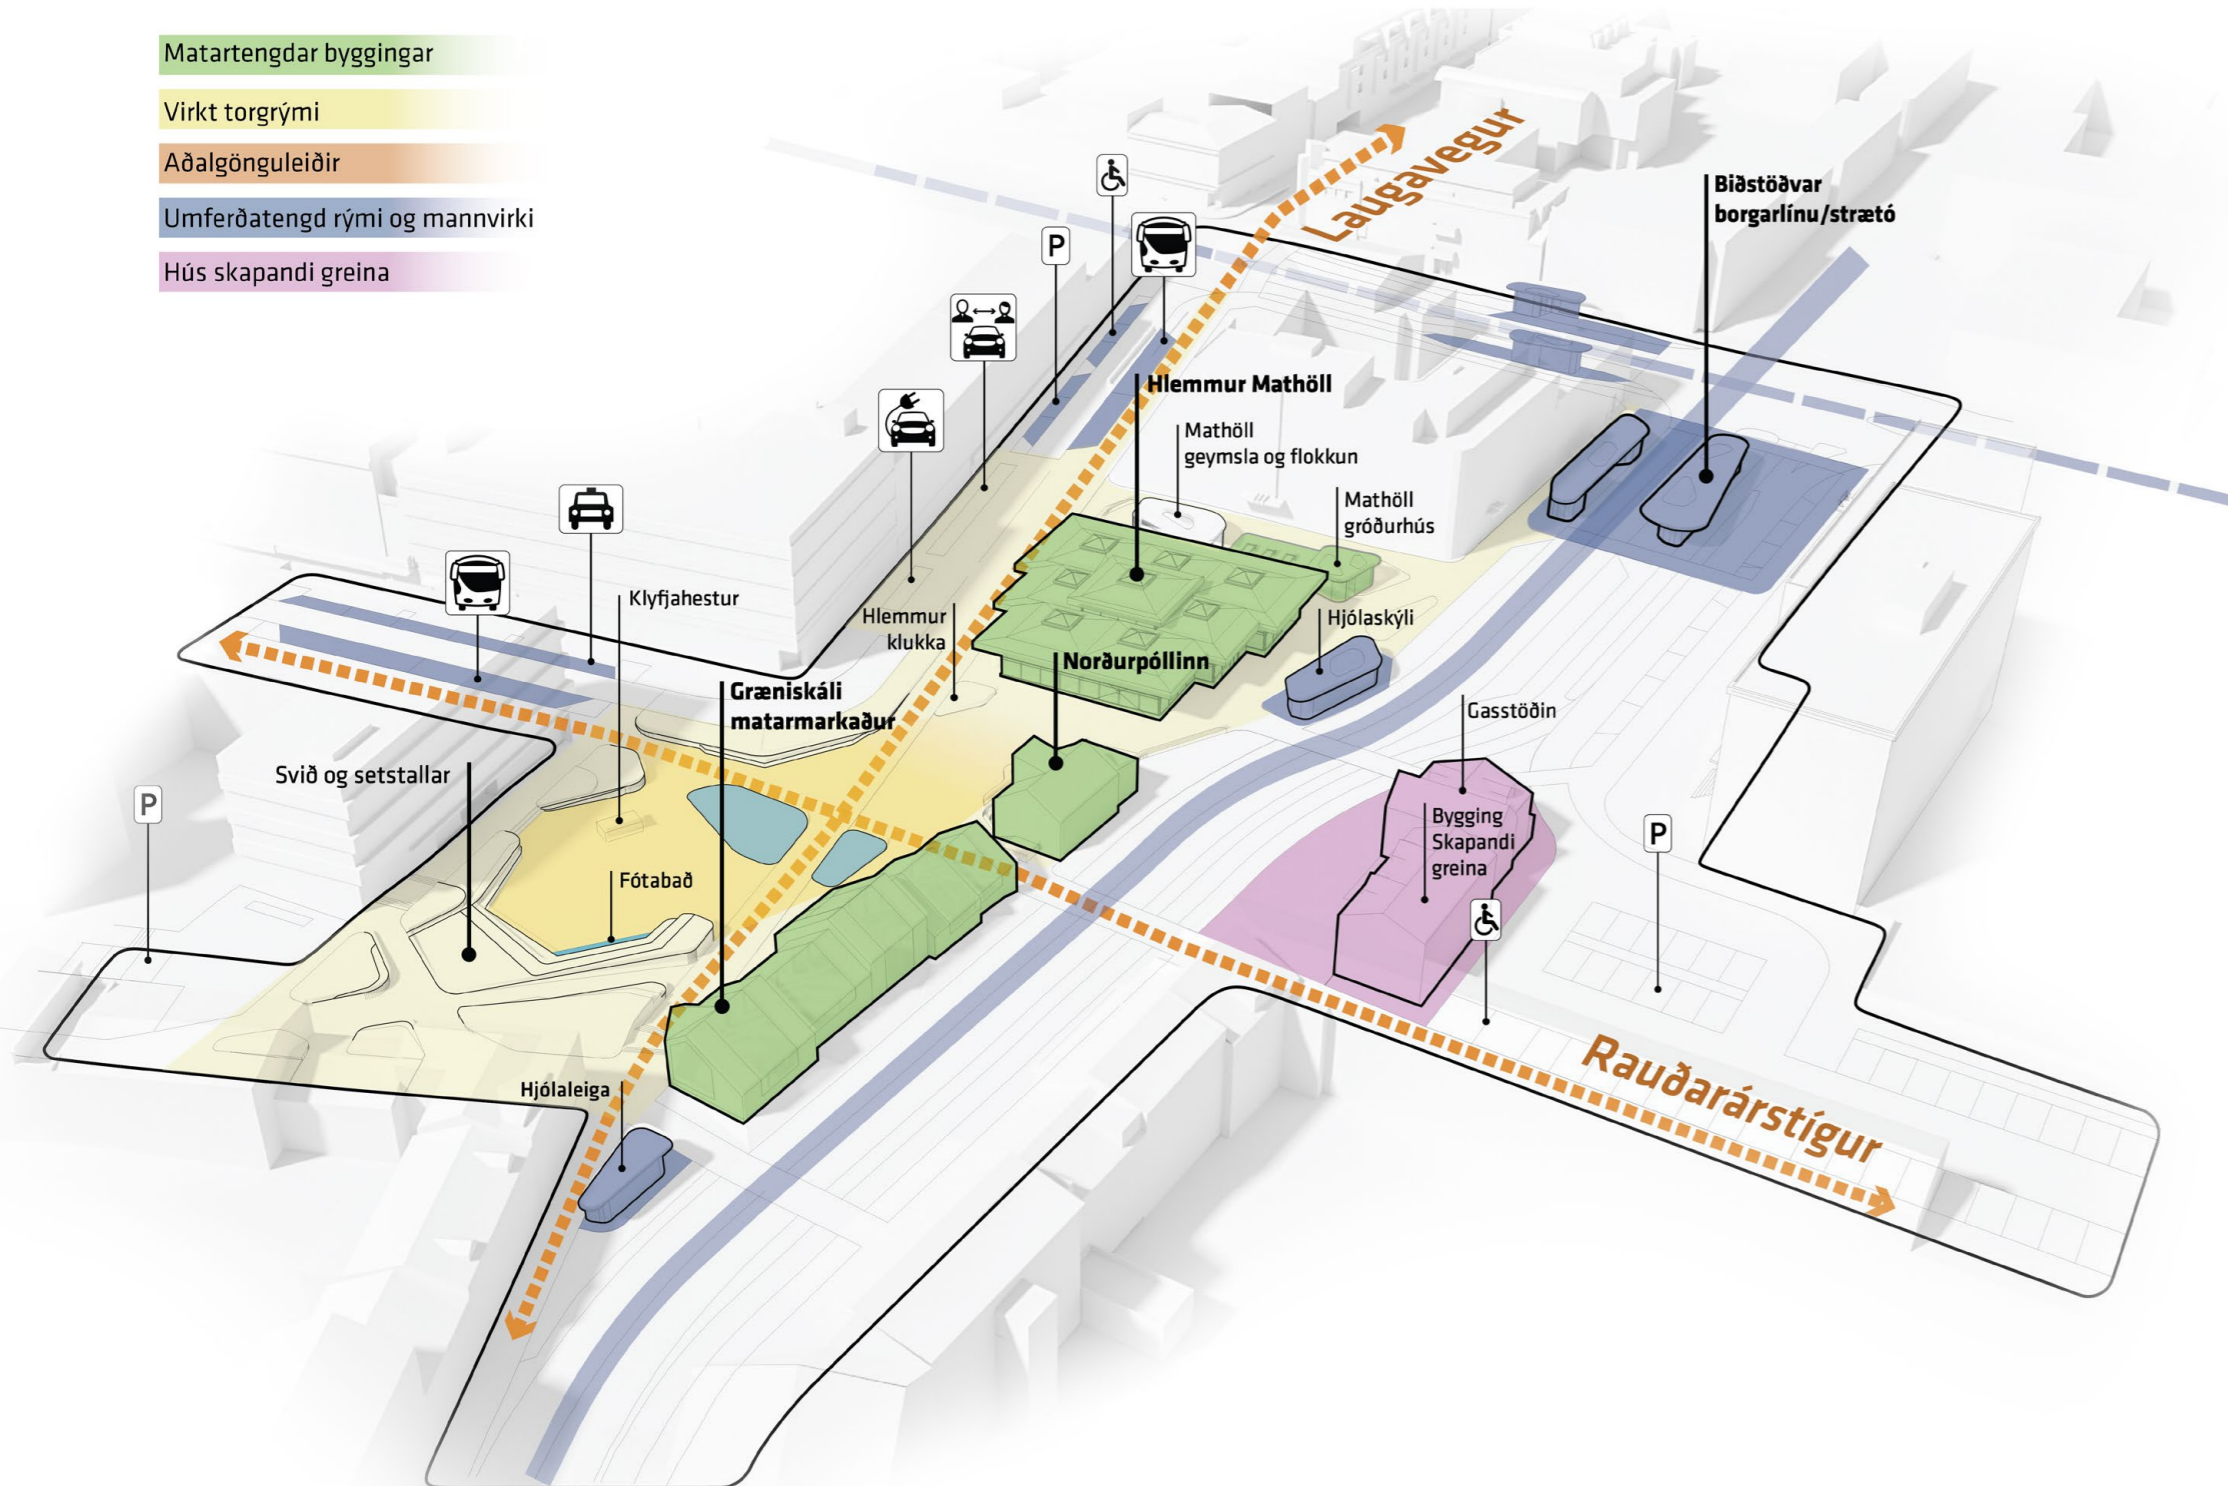 Matartengdar byggingar
Virkt torgrými
Aðalgönguleiðir
Umferðatengd rými og mannvirki
Hús skapandi greina
Laugavegur
Biðstöðvar
borgarlínu/strætó
P
Hlemmur Mathöll
Mathöll
geymsla og flokkun
Mathöll
gróðurhús
Klyfjahestur
Hlemmur
klukka
Hjólaskýli
Norðurpóllinn
Græniskáli
matarmarkaður
Gasstöðin
Svið og setstallar
P
Bygging
Skapandi
greina
P
Fótabað
Rauðarárstígur
Hjólaleiga